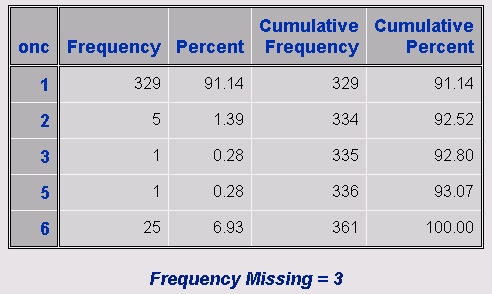 onc Frequency Percent Cumulative Frequency Cumulative Percent
1 329 91.14 329 91.14
2 5 1.39 334 92.52
3 1 0.28 335 92.80
5 1 0.28 336 93.07
6 25 6.93 361 100.00
Frequency Missing = 3